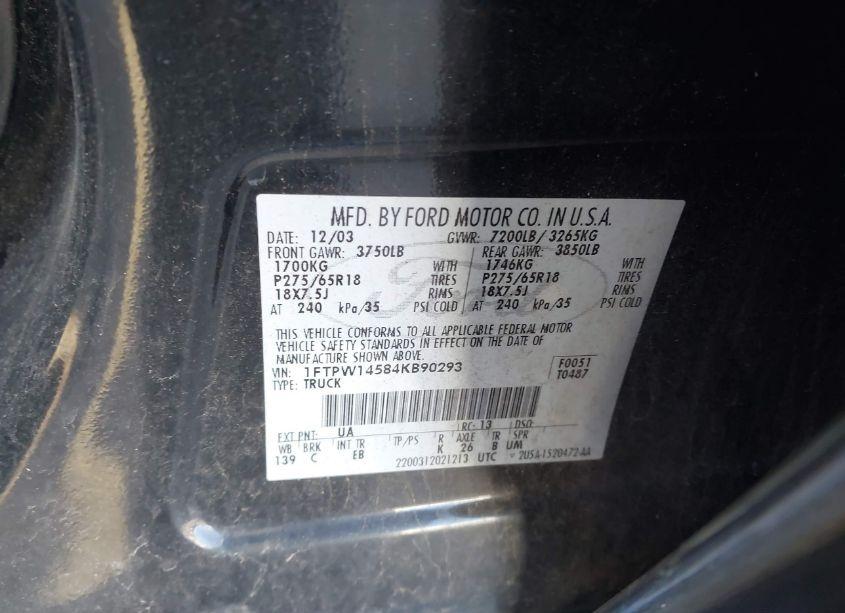 MFD. BY FORD MOTOR CO. IN U.S.A.
DATE: 12/03 GVWR: 7200LB/ 3265KG
FRONT GAWR: 3750LB REAR GAWR: 3850LB
1700KG WITH 1746KG WITH
P275/65R18 TIRES P275/65R18 TIRES
18X7.5J RIMS 18X7.5J RIMS
AT 240 kPa/35 PSI COLD AT 240 kPa/35 PSI COLD
THIS VEHICLE CONFORMS TO ALL APPLICABLE FEDERAL MOTOR
VEHICLE SAFETY STANDARDS IN EFFECT ON THE DATE OF
MANUFACTURE SHOWN ABOVE.
VIN: 1FTPW14584KB90293 F0051
TYPE: TRUCK T0487
EXT PNT: UA RC: 13 DSO:
WB BRK INT TR TP/PS R AXLE TR SPR
139 C EB K 26 B UM
2200312021213 UTC 2USA-1520472-AA
Ford